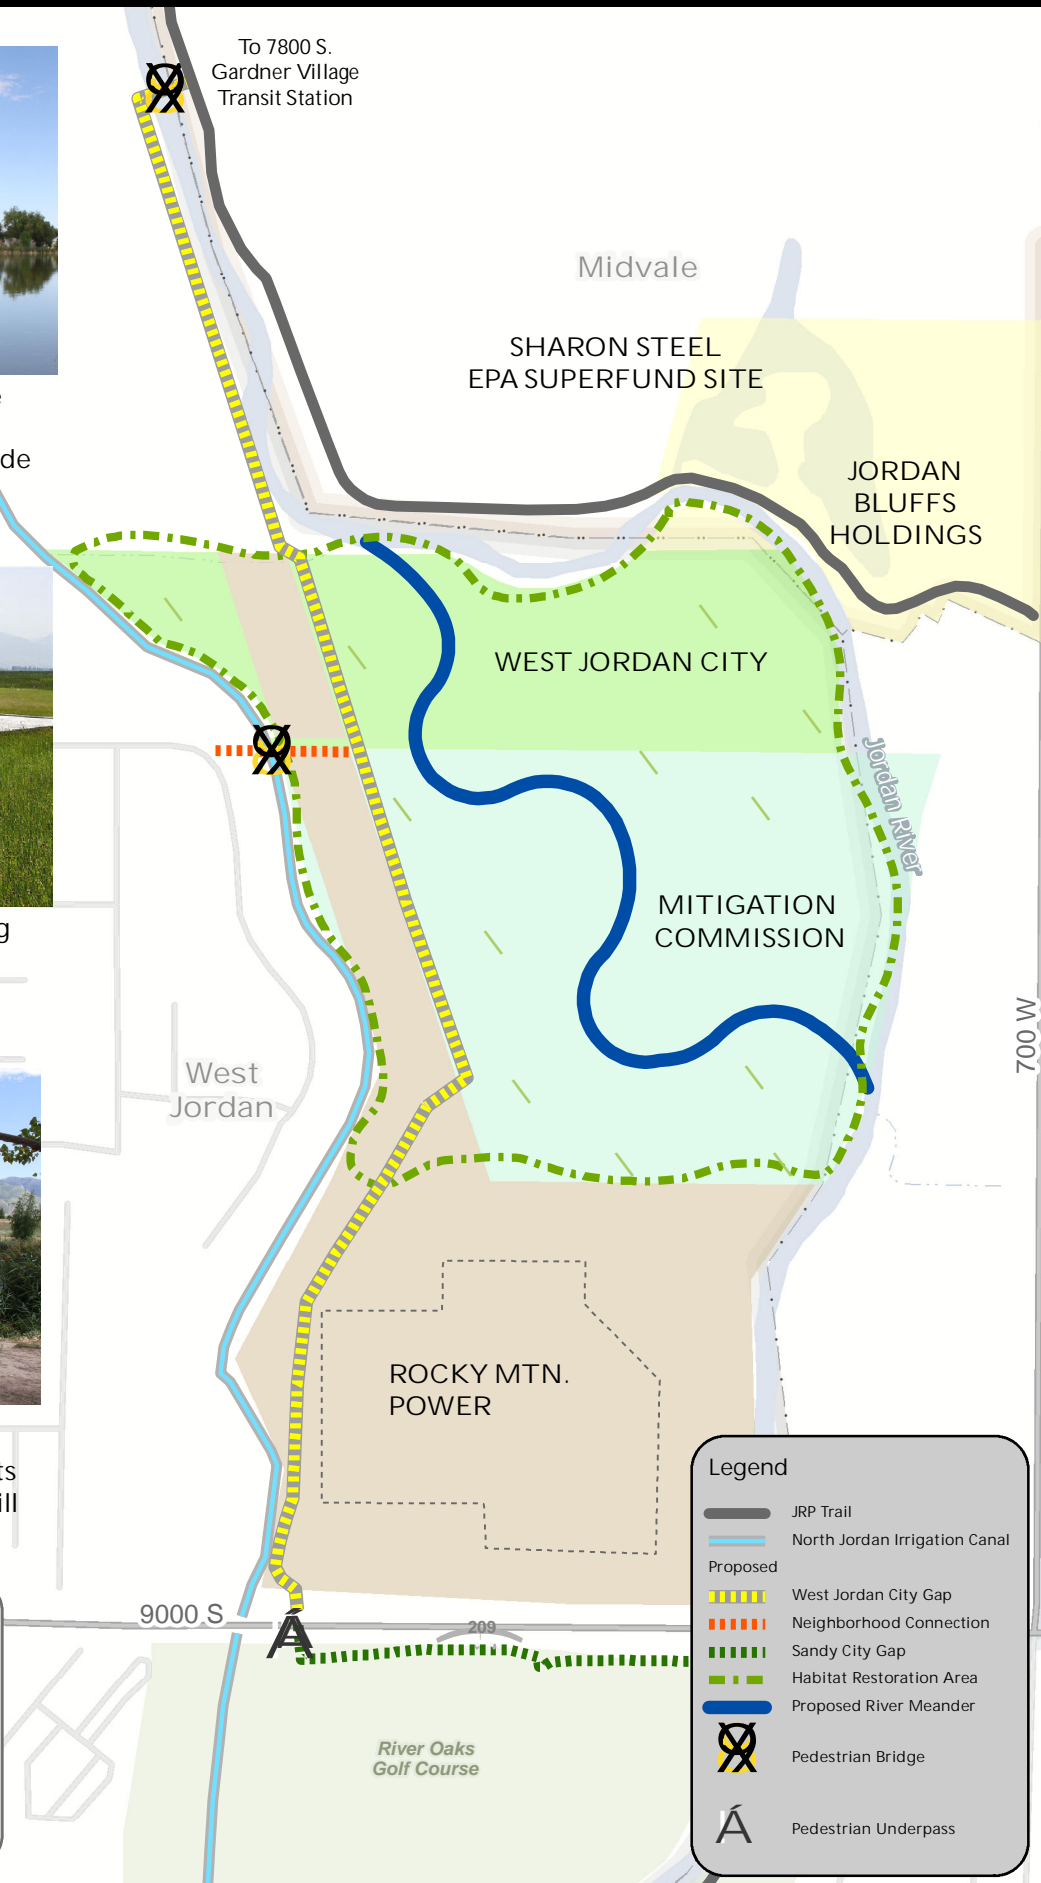 To 7800 S.
Gardner Village
Transit Station
Midvale
SHARON STEEL
EPA SUPERFUND SITE
JORDAN
BLUFFS
HOLDINGS
de
WEST JORDAN CITY
Jordan River
MITIGATION
COMMISSION
g
700 W
West
Jordan
ROCKY MTN.
POWER
ts
ill
9000 S
209
River Oaks
Golf Course
Legend
JRP Trail
North Jordan Irrigation Canal
Proposed
West Jordan City Gap
Neighborhood Connection
Sandy City Gap
Habitat Restoration Area
Proposed River Meander
Pedestrian Bridge
Á
Pedestrian Underpass